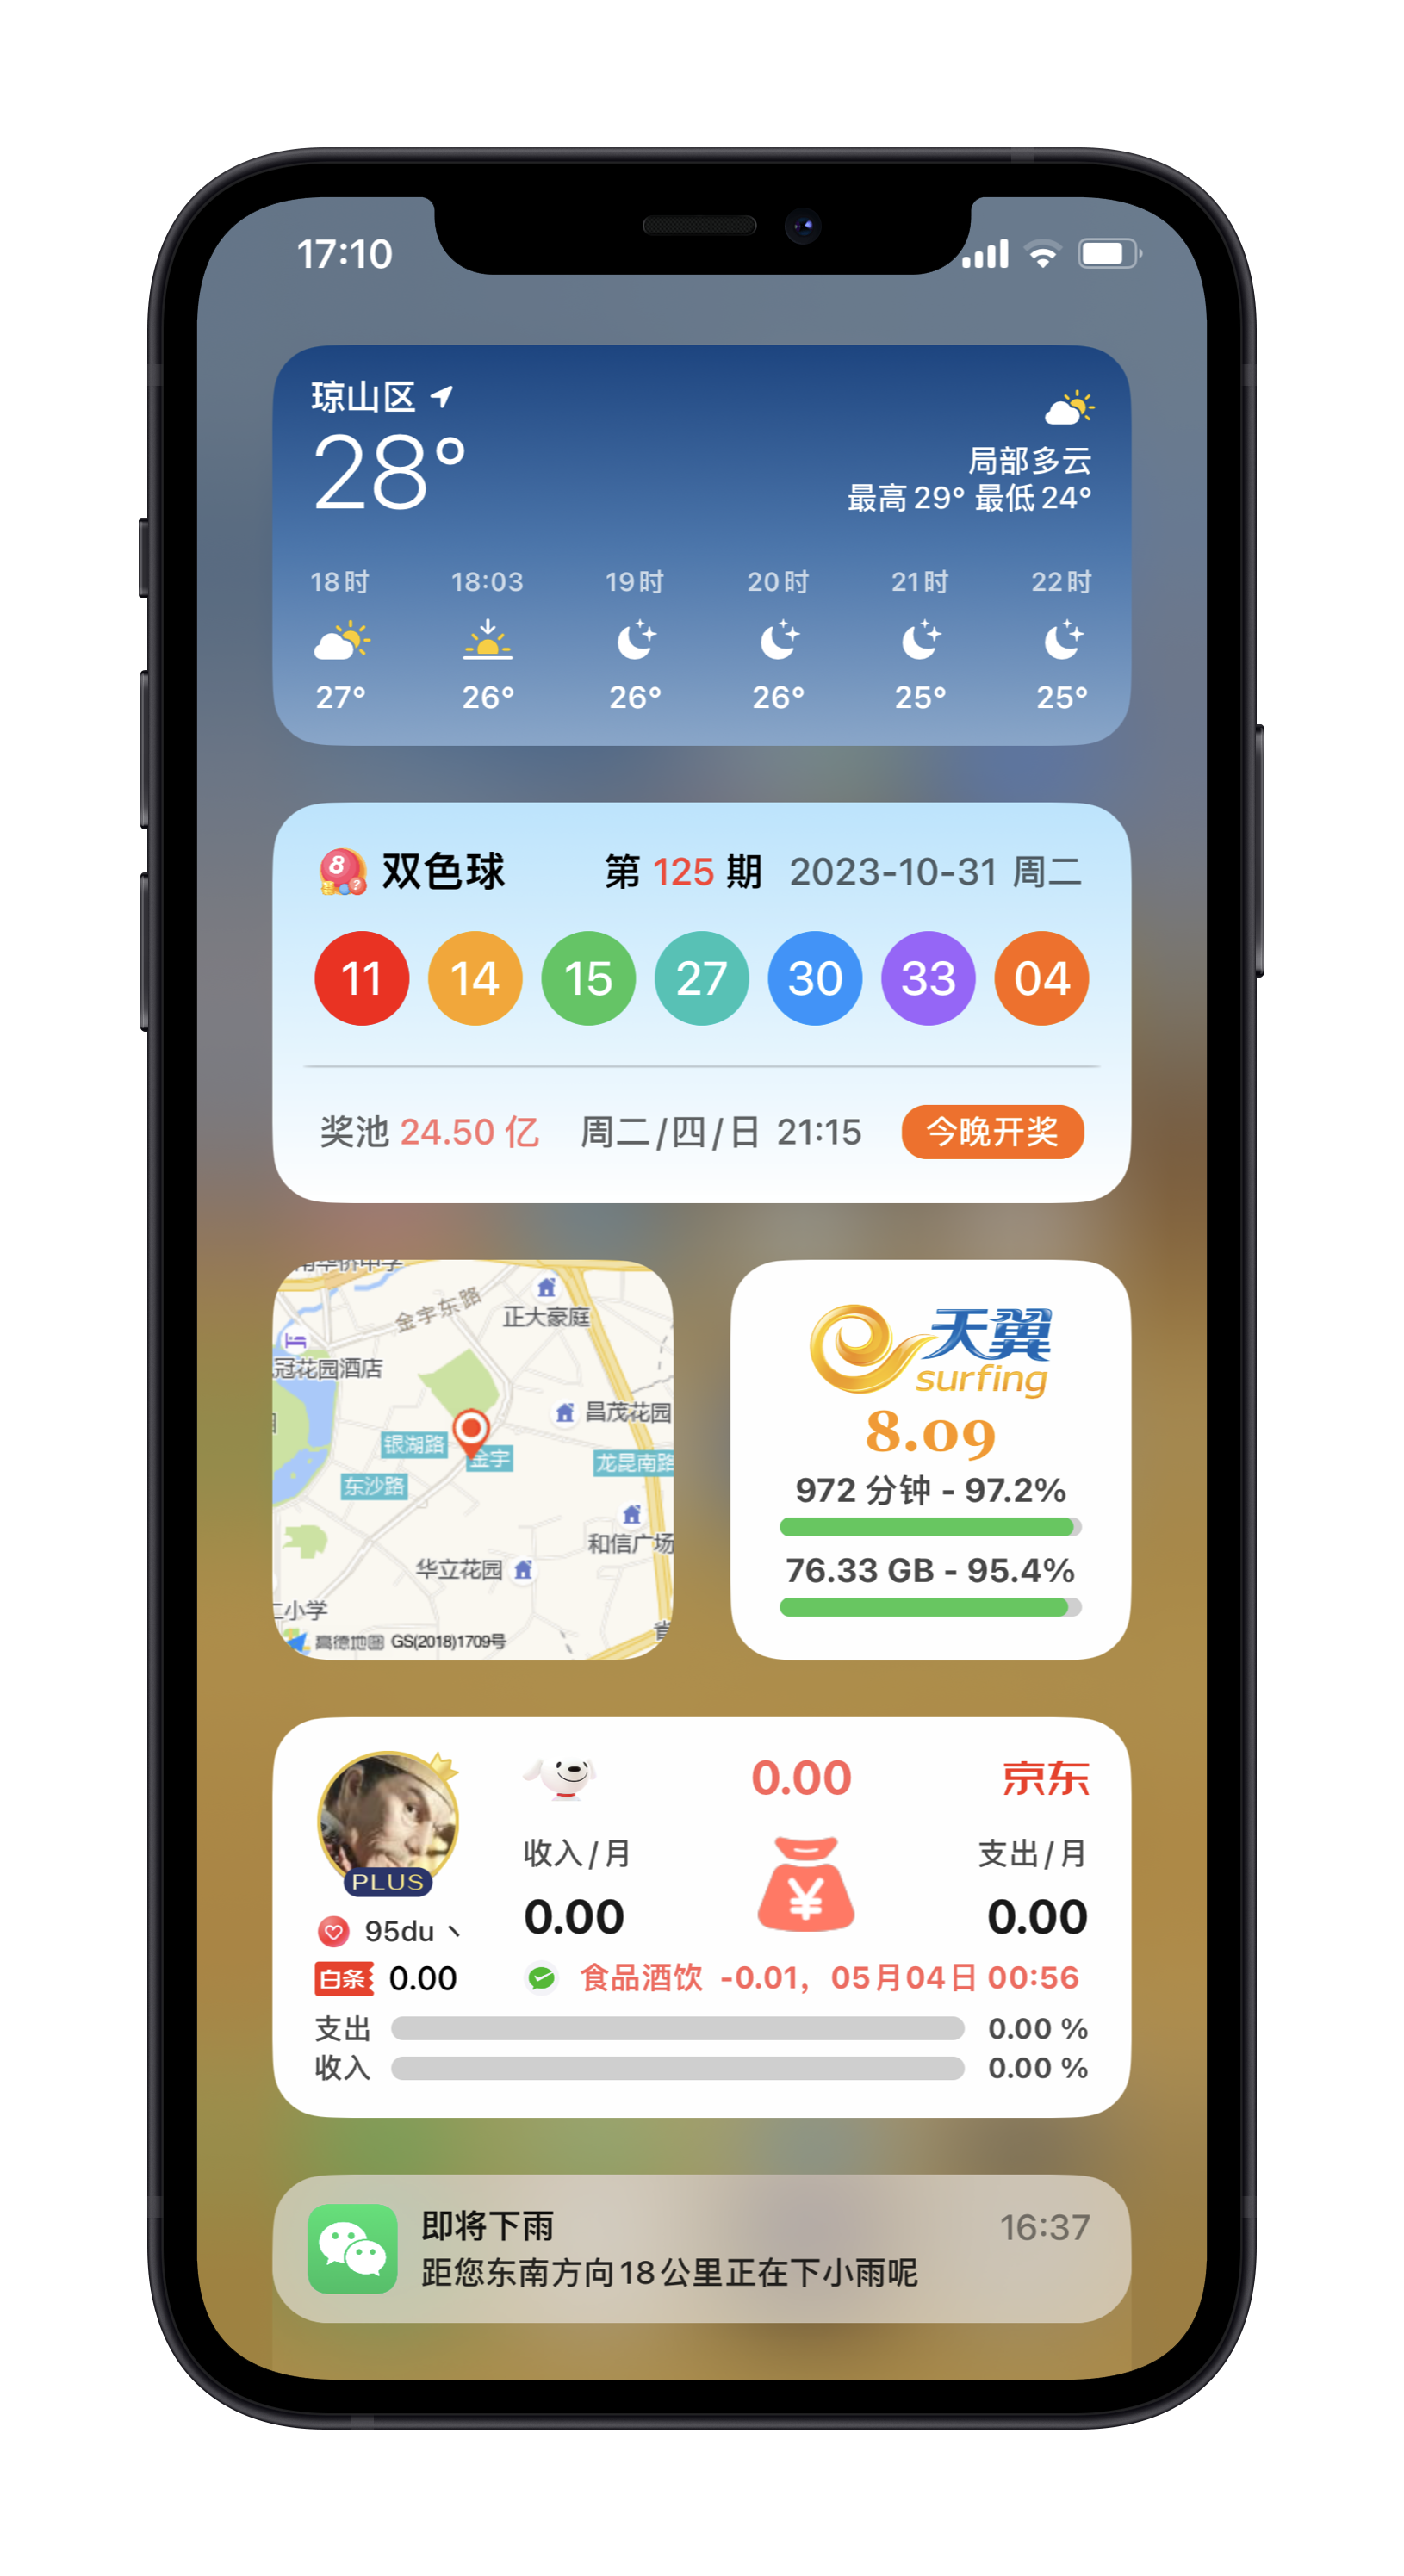 17:10
琼山区
28°
局部多云
最高 29° 最低 24°
18时 18:03 19时 20时 21时 22时
27° 26° 26° 26° 25° 25°
双色球 第 125 期 2023-10-31 周二
11 14 15 27 30 33 04
奖池 24.50 亿 周二/四/日 21:15 今晚开奖
金宇东路
正大豪庭
冠花园酒店
昌茂花园
银湖路
金宇
龙昆南路
东沙路
和信广场
华立花园
小学
高德地图 GS(2018)1709号
天翼
surfing
8.09
972 分钟 - 97.2%
76.33 GB - 95.4%
0.00 京东
收入/月 ¥ 支出/月
PLUS
0.00 0.00
95du丶
白条 0.00 食品酒饮 -0.01, 05月04日 00:56
支出 0.00 %
收入 0.00 %
即将下雨 16:37
距您东南方向18公里正在下小雨呢